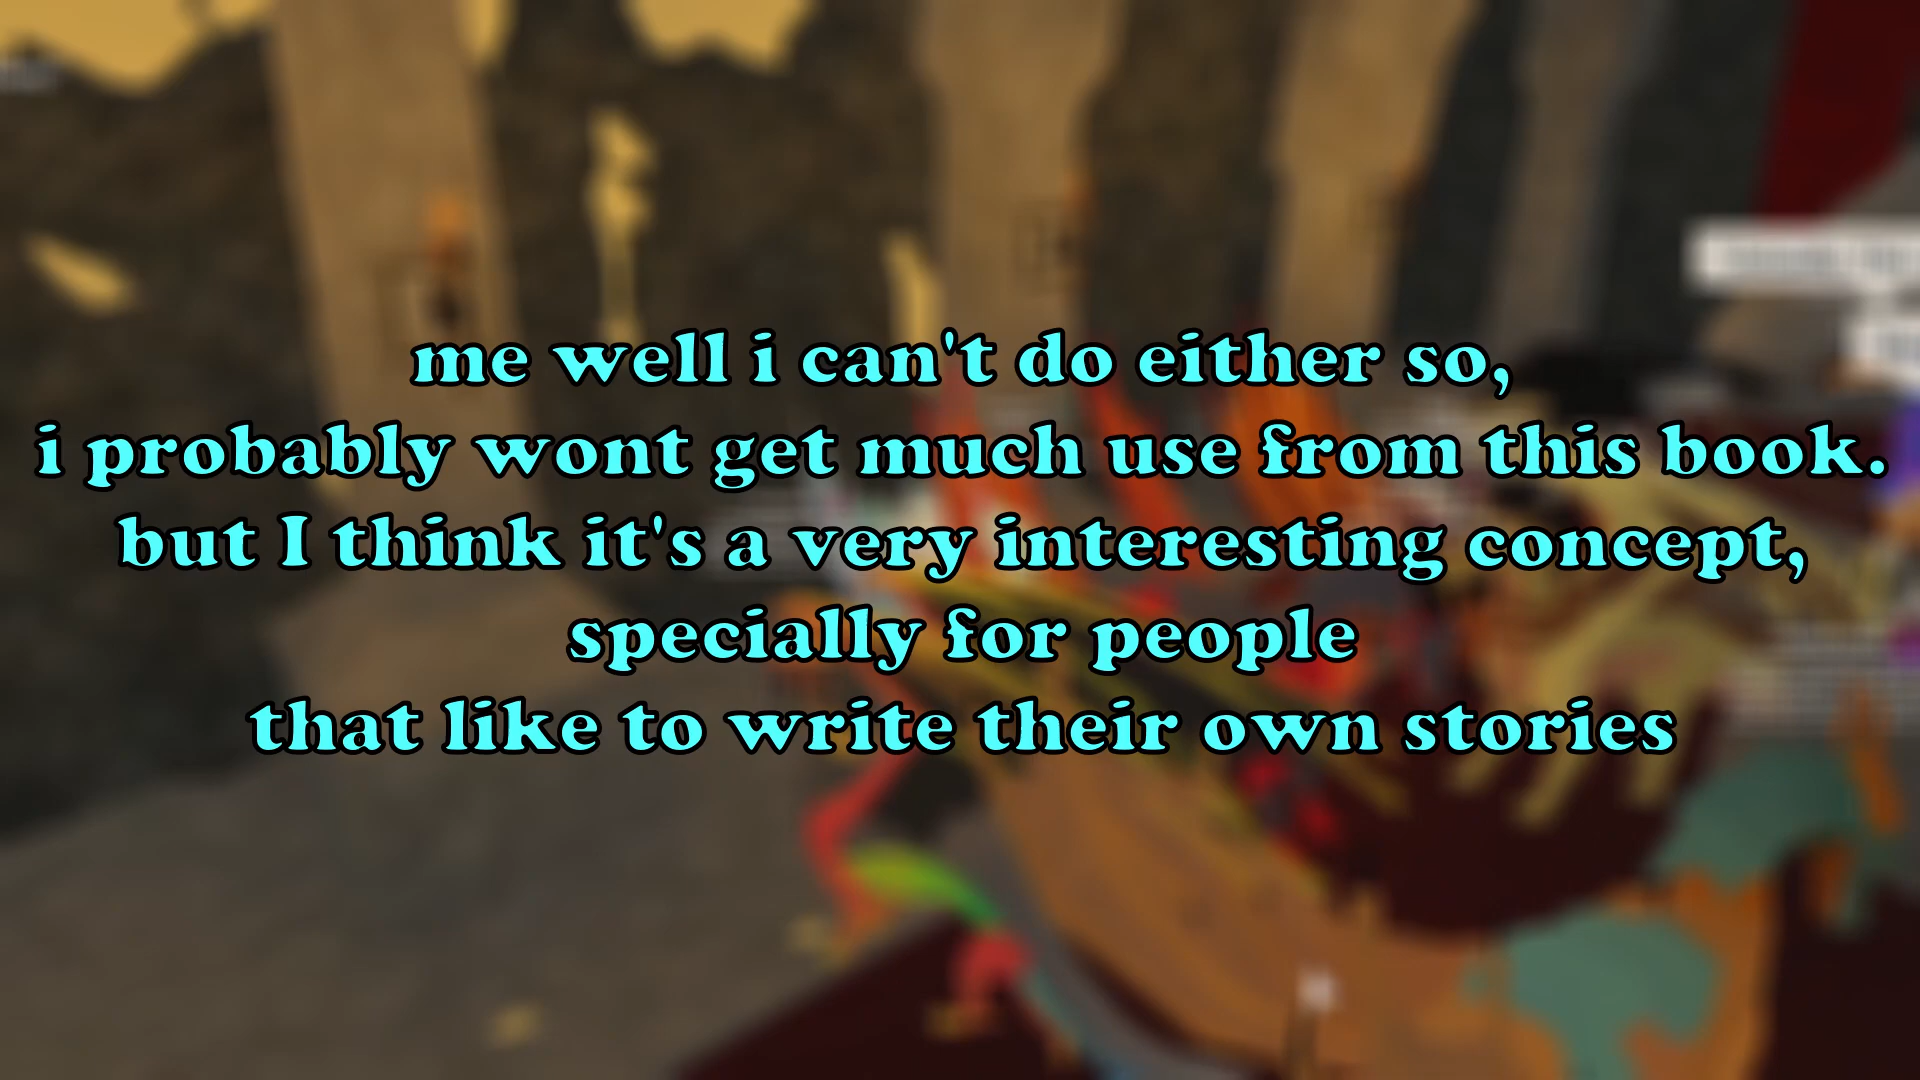 me well i can't do either so,
i probably wont get much use from this book.
but I think it's a very interesting concept,
specially for people
that like to write their own stories